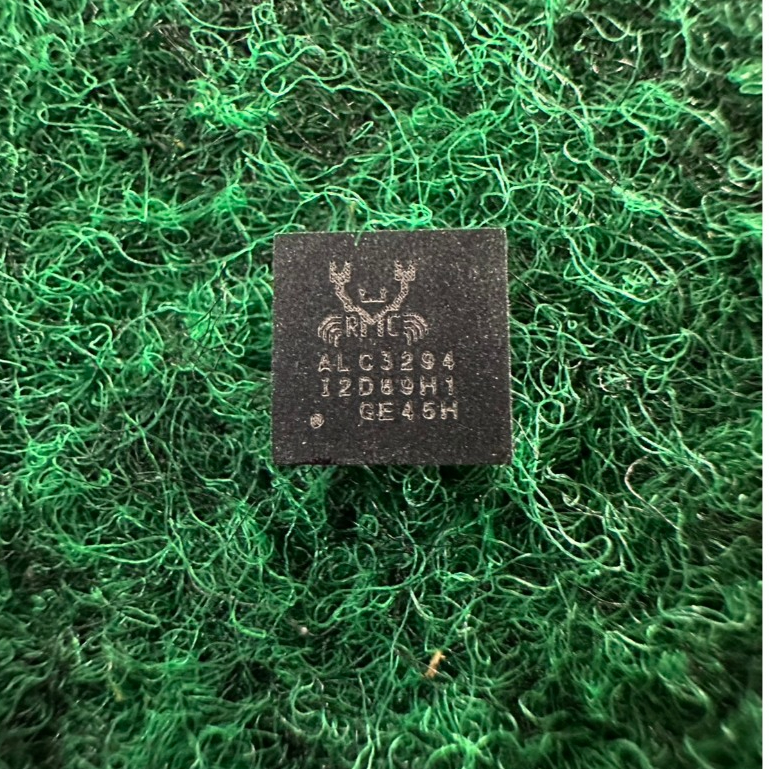 RMC
ALC3294
I2D89H1
GE45H